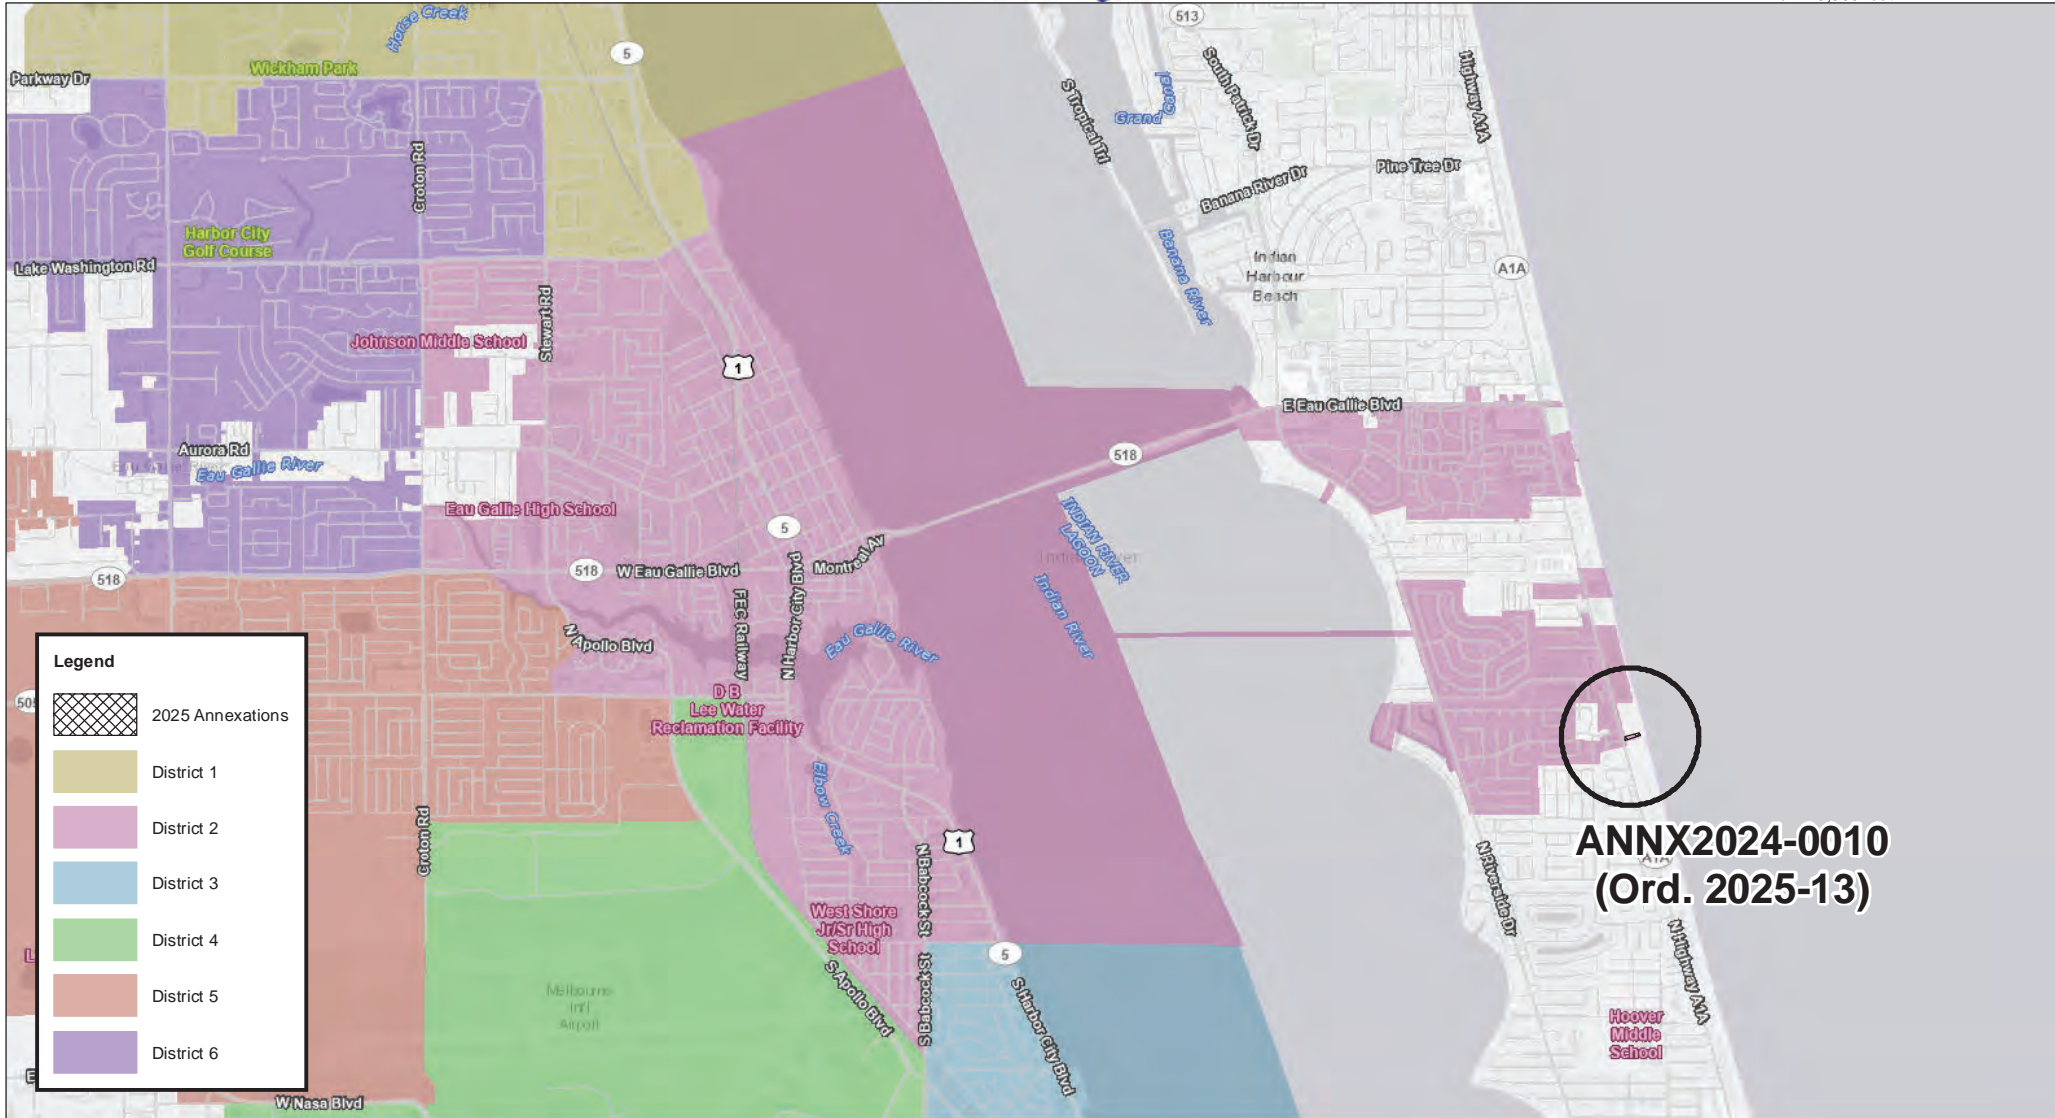 Horse Creek
5
513
Wickham Park
Parkway Dr
South Patrick Dr
Highway A1A
S Tropical Trl
Grand Canal
Croton Rd
Pine Tree Dr
Banana River Dr
Harbor City
Golf Course
Banana River
Indian
Harbour
Beach
A1A
Lake Washington Rd
Stewart Rd
Johnson Middle School
1
E Eau Gallie Blvd
Aurora Rd
Eau Gallie River
518
Eau Gallie High School
5
INDIAN RIVER
LAGOON
Montreal Av
518
518
W Eau Gallie Blvd
FEC Railway
N Harbor City Blvd
Indian River
N Apollo Blvd
Eau Gallie River
D B
Lee Water
Reclamation Facility
Legend
2025 Annexations
District 1
District 2
District 3
District 4
District 5
District 6
Elbow Creek
Croton Rd
1
N Babcock St
ANNX2024-0010
(Ord. 2025-13)
A1A
N Riverside Dr
West Shore
Jr/Sr High
School
5
S Apollo Blvd
S Babcock St
S Harbor City Blvd
N Highway A1A
Melbourne
Int'l
Airport
Hoover
Middle
School
W Nasa Blvd